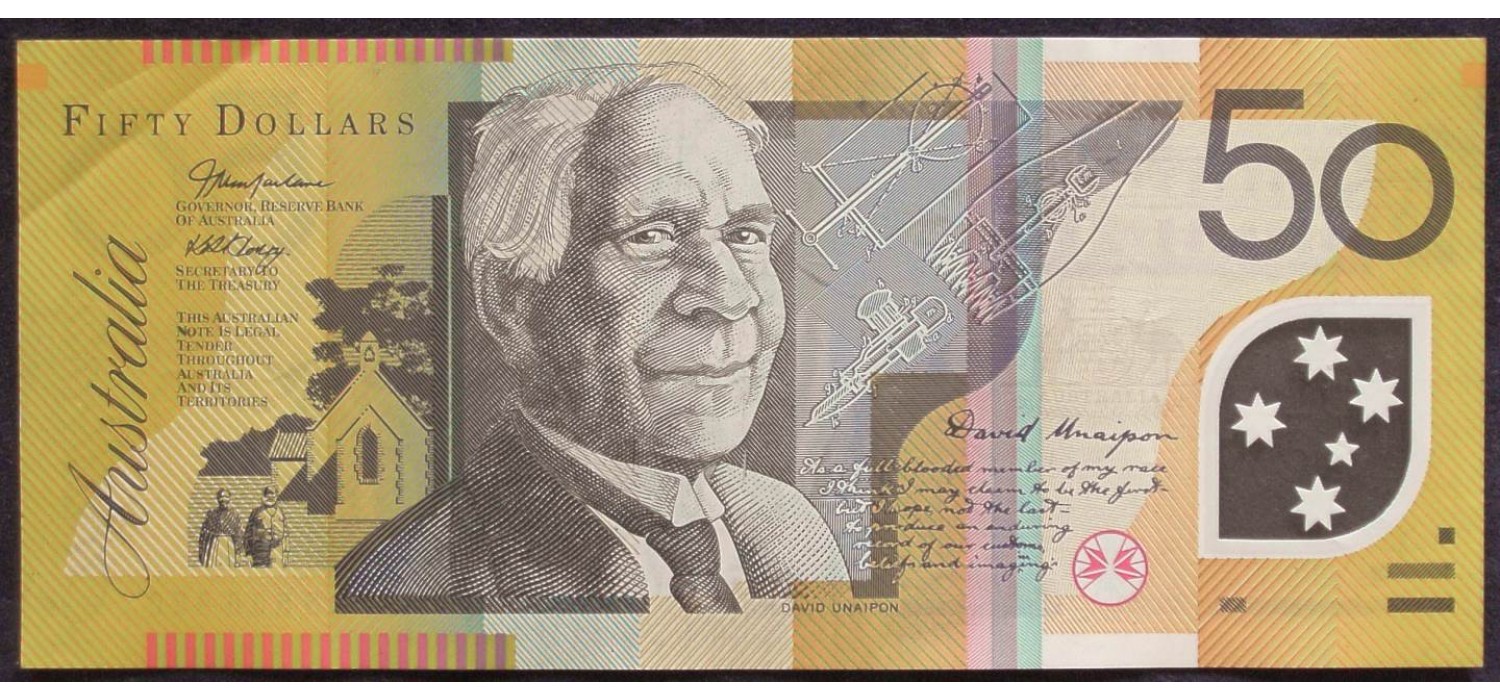 FIFTY DOLLARS
GOVERNOR, RESERVE BANK
OF AUSTRALIA
SECRETARY TO
THE TREASURY
THIS AUSTRALIAN
NOTE IS LEGAL
TENDER
THROUGHOUT
AUSTRALIA
AND ITS
TERRITORIES
Australia
50
David Unaipon
As a full blooded member of my race
I think I may claim to be the first –
but I hope, not the last –
to produce an enduring
record of our customs,
beliefs and imaginings.
DAVID UNAIPON